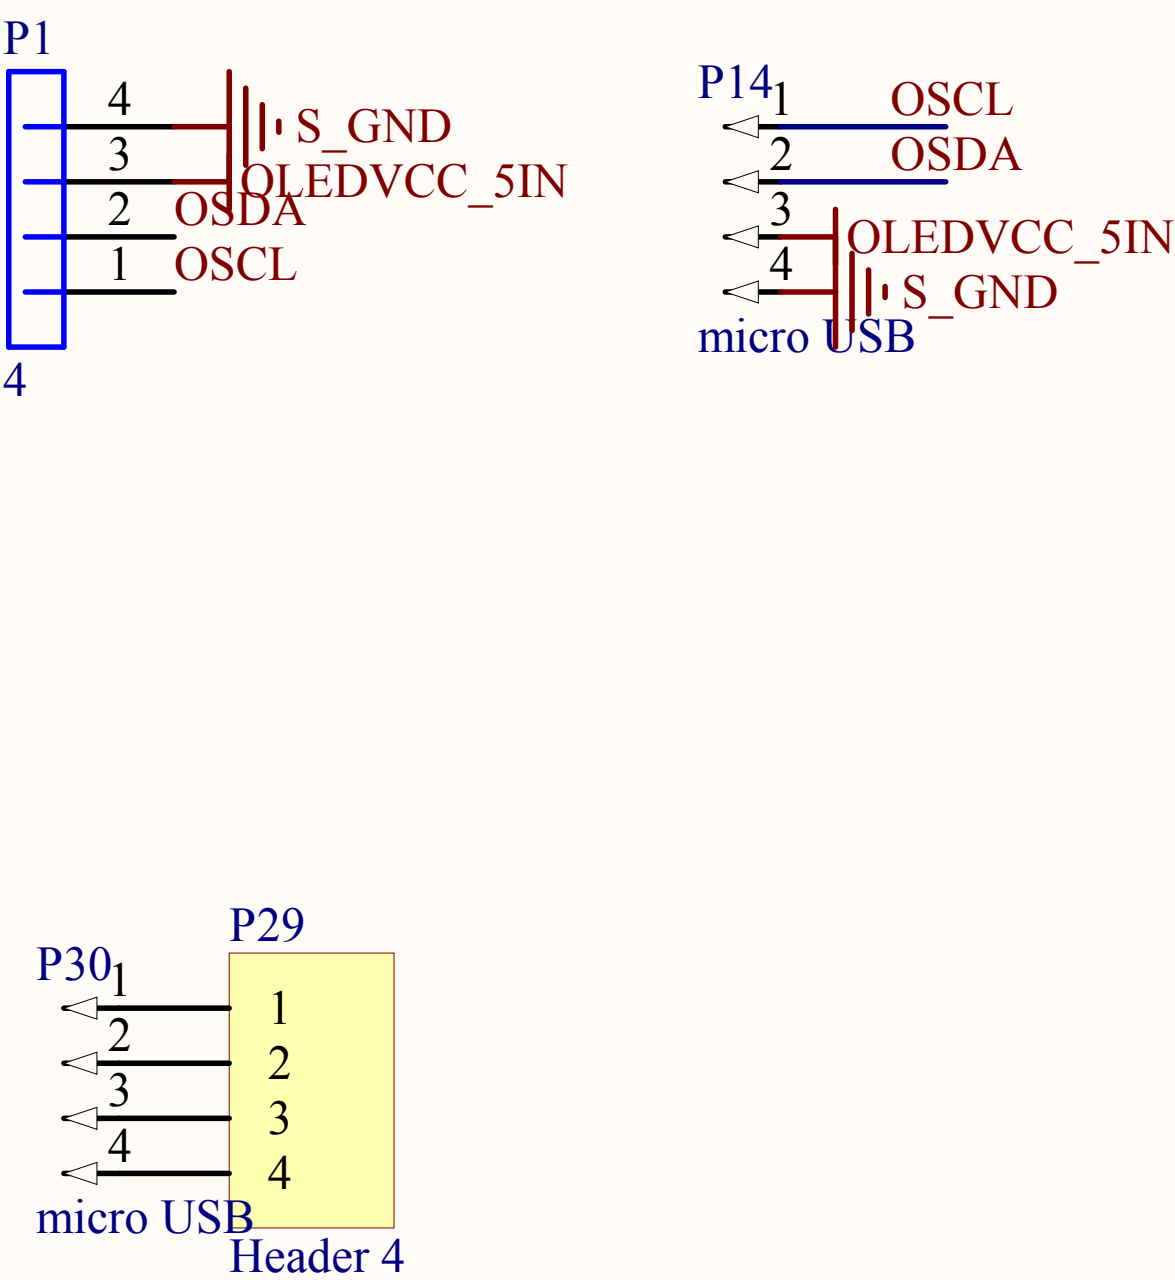 P1
4 S_GND
3 OLEDVCC_5IN
2 OSDA
1 OSCL
4
P14
1 OSCL
2 OSDA
3 OLEDVCC_5IN
4 S_GND
micro USB
P29
P30
1 1
2 2
3 3
4 4
micro USB
Header 4